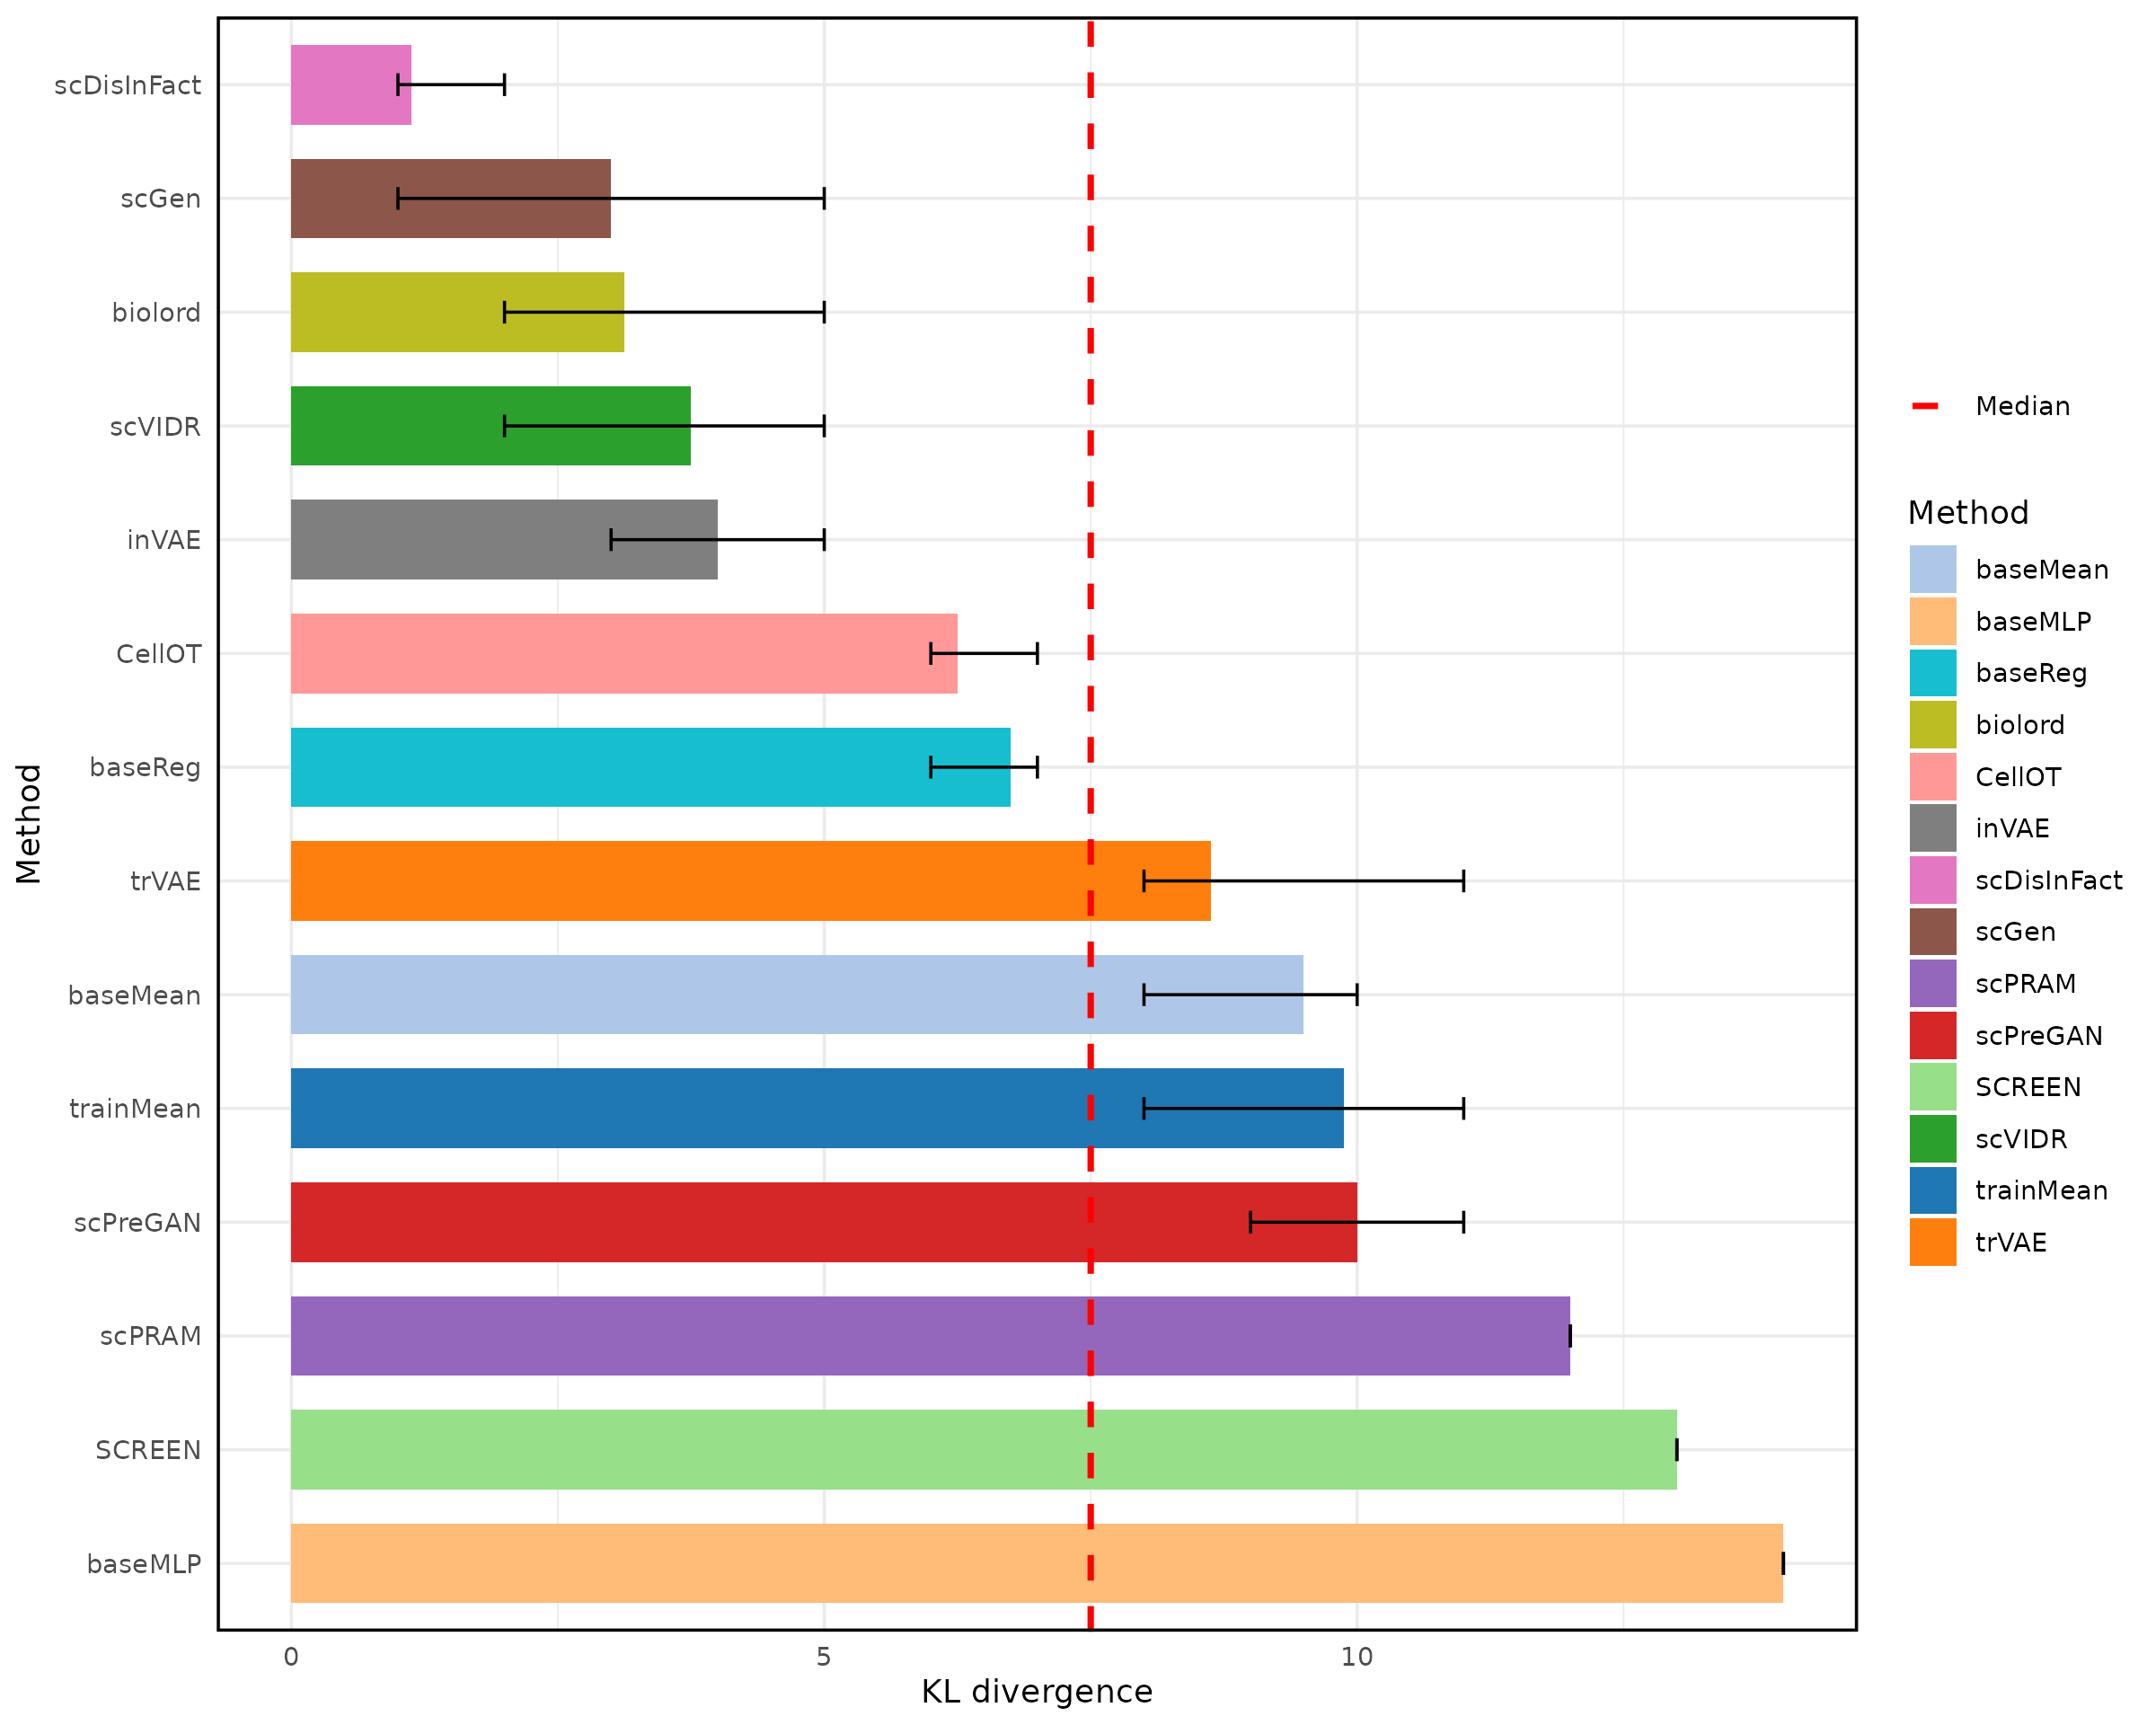 scDisInFact
scGen
biolord
scVIDR
inVAE
CellOT
baseReg
trVAE
baseMean
trainMean
scPreGAN
scPRAM
SCREEN
baseMLP
Method
0 5 10
KL divergence
Median
Method
baseMean
baseMLP
baseReg
biolord
CellOT
inVAE
scDisInFact
scGen
scPRAM
scPreGAN
SCREEN
scVIDR
trainMean
trVAE